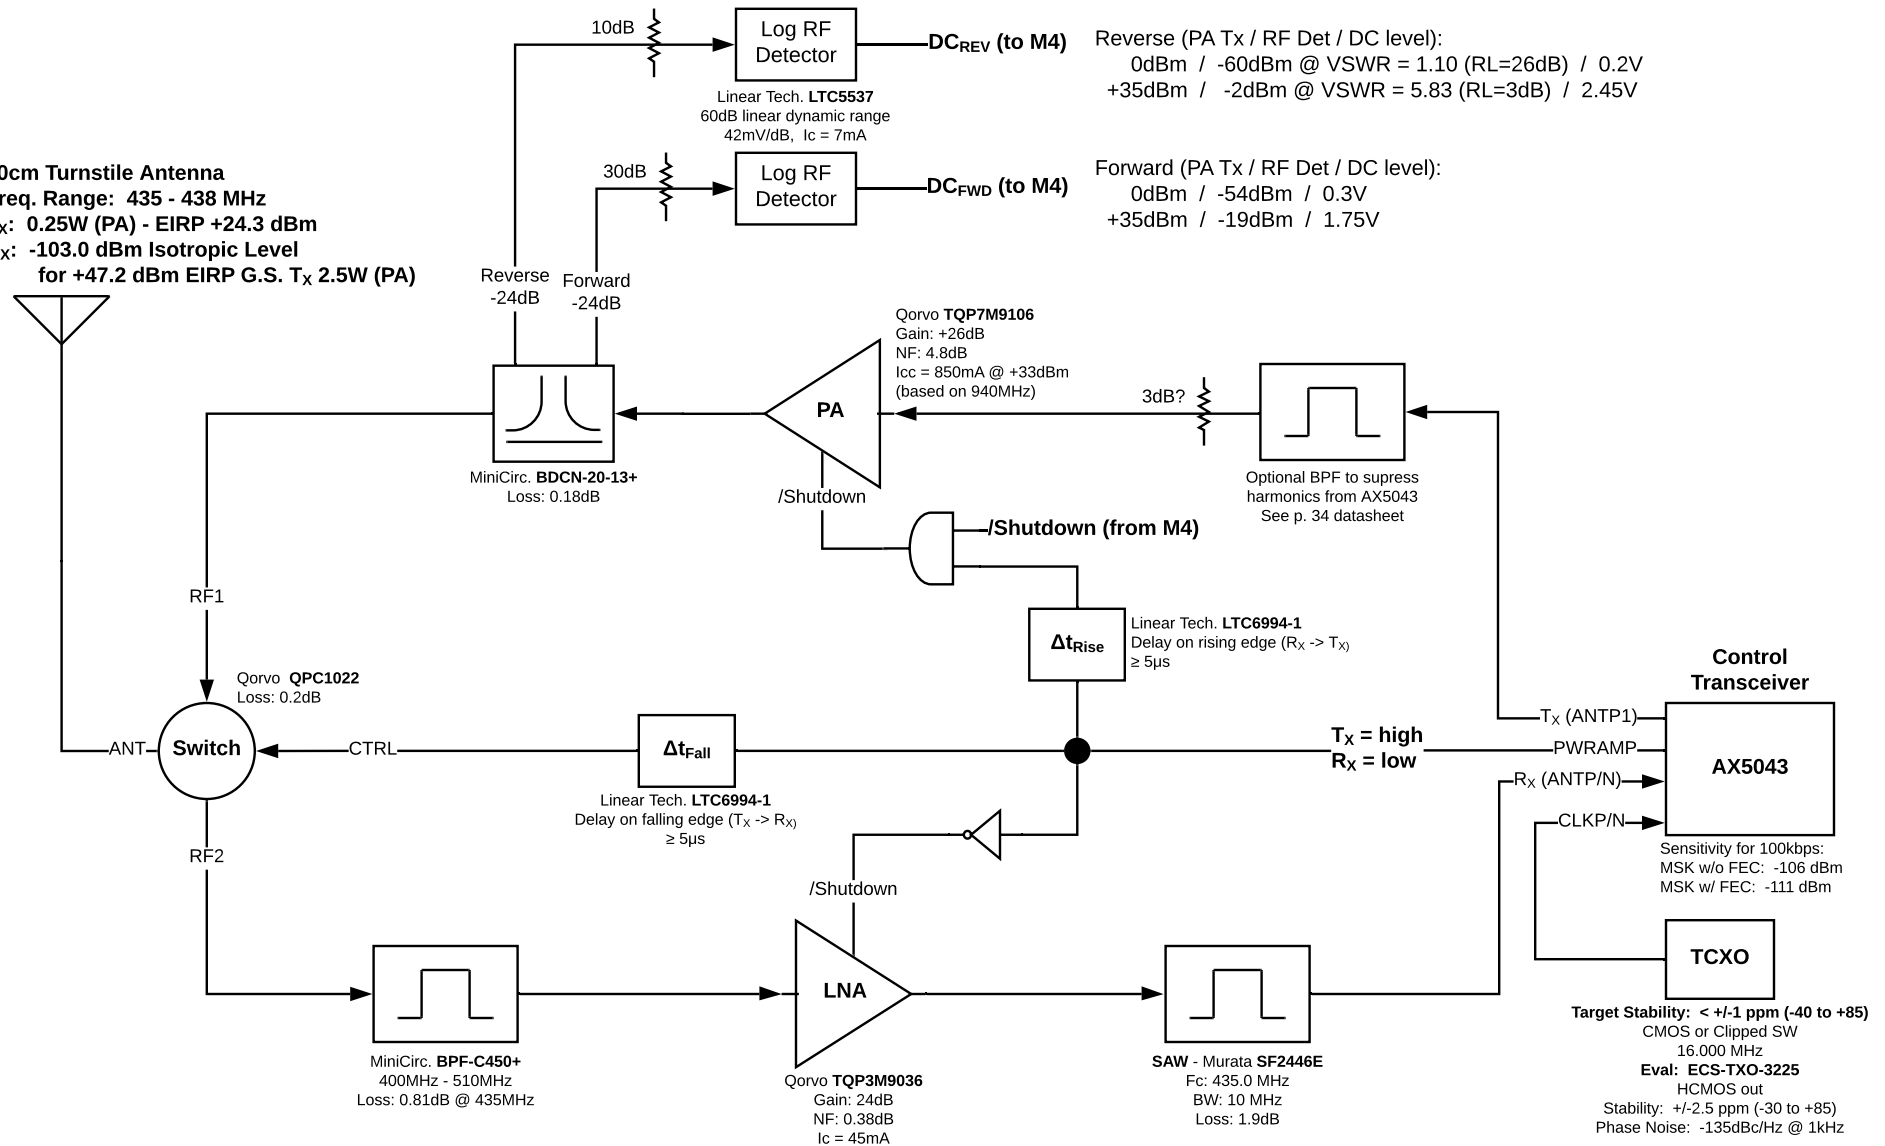 10dB
Log RF
Detector
DCREV (to M4)
Reverse (PA Tx / RF Det / DC level):
0dBm / -60dBm @ VSWR = 1.10 (RL=26dB) / 0.2V
+35dBm / -2dBm @ VSWR = 5.83 (RL=3dB) / 2.45V
Linear Tech. LTC5537
60dB linear dynamic range
42mV/dB, Ic = 7mA
30dB
Log RF
Detector
DCFWD (to M4)
Forward (PA Tx / RF Det / DC level):
0dBm / -54dBm / 0.3V
+35dBm / -19dBm / 1.75V
0cm Turnstile Antenna
req. Range: 435 - 438 MHz
X: 0.25W (PA) - EIRP +24.3 dBm
X: -103.0 dBm Isotropic Level
for +47.2 dBm EIRP G.S. TX 2.5W (PA)
Reverse
-24dB
Forward
-24dB
Qorvo TQP7M9106
Gain: +26dB
NF: 4.8dB
Icc = 850mA @ +33dBm
(based on 940MHz)
PA
3dB?
MiniCirc. BDCN-20-13+
Loss: 0.18dB
/Shutdown
Optional BPF to supress
harmonics from AX5043
See p. 34 datasheet
/Shutdown (from M4)
RF1
ΔtRise
Linear Tech. LTC6994-1
Delay on rising edge (RX -> TX)
≥ 5μs
Qorvo QPC1022
Loss: 0.2dB
Control
Transceiver
ANT
Switch
CTRL
ΔtFall
TX = high
RX = low
TX (ANTP1)
PWRAMP
RX (ANTP/N)
CLKP/N
AX5043
Linear Tech. LTC6994-1
Delay on falling edge (TX -> RX)
≥ 5μs
RF2
/Shutdown
Sensitivity for 100kbps:
MSK w/o FEC: -106 dBm
MSK w/ FEC: -111 dBm
LNA
TCXO
MiniCirc. BPF-C450+
400MHz - 510MHz
Loss: 0.81dB @ 435MHz
Qorvo TQP3M9036
Gain: 24dB
NF: 0.38dB
Ic = 45mA
SAW - Murata SF2446E
Fc: 435.0 MHz
BW: 10 MHz
Loss: 1.9dB
Target Stability: < +/-1 ppm (-40 to +85)
CMOS or Clipped SW
16.000 MHz
Eval: ECS-TXO-3225
HCMOS out
Stability: +/-2.5 ppm (-30 to +85)
Phase Noise: -135dBc/Hz @ 1kHz